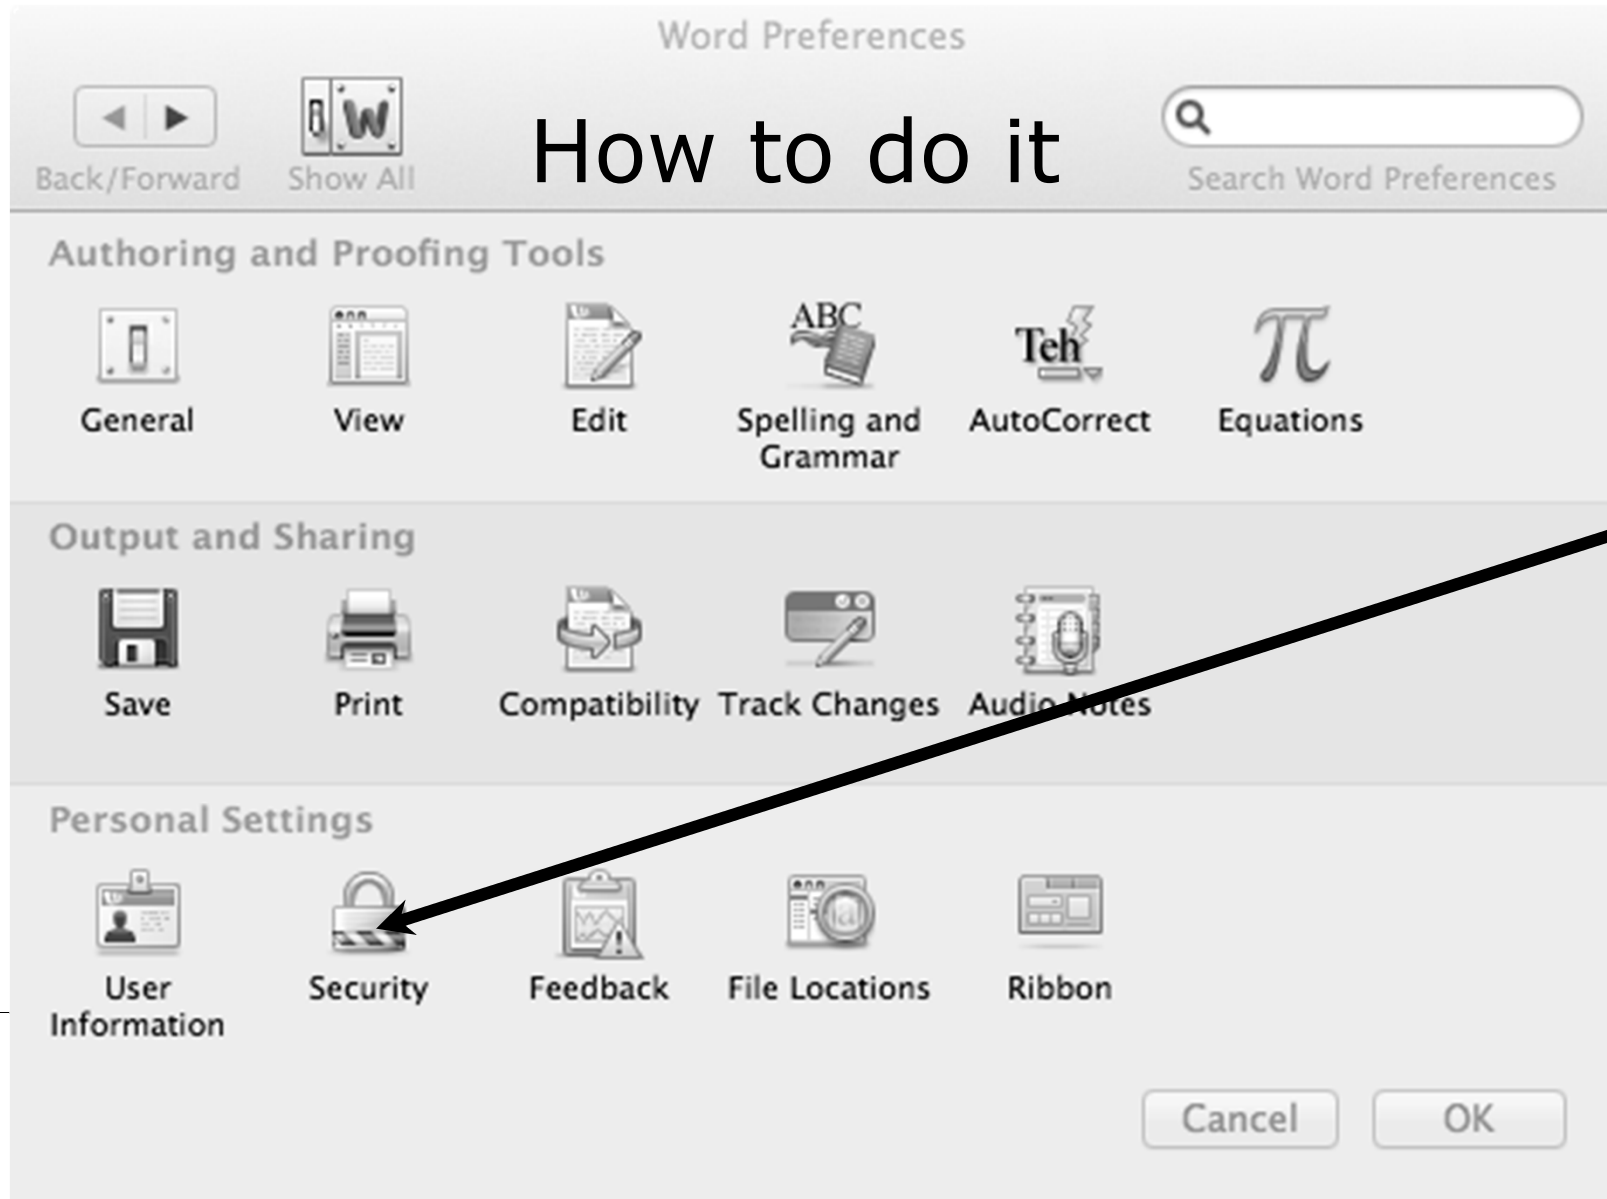 Word Preferences
How to do it
Back/Forward Show All Search Word Preferences
Authoring and Proofing Tools
ABC Teh π
General View Edit Spelling and Grammar AutoCorrect Equations
Output and Sharing
Save Print Compatibility Track Changes Audio Notes
Personal Settings
User Information Security Feedback File Locations Ribbon
Cancel OK